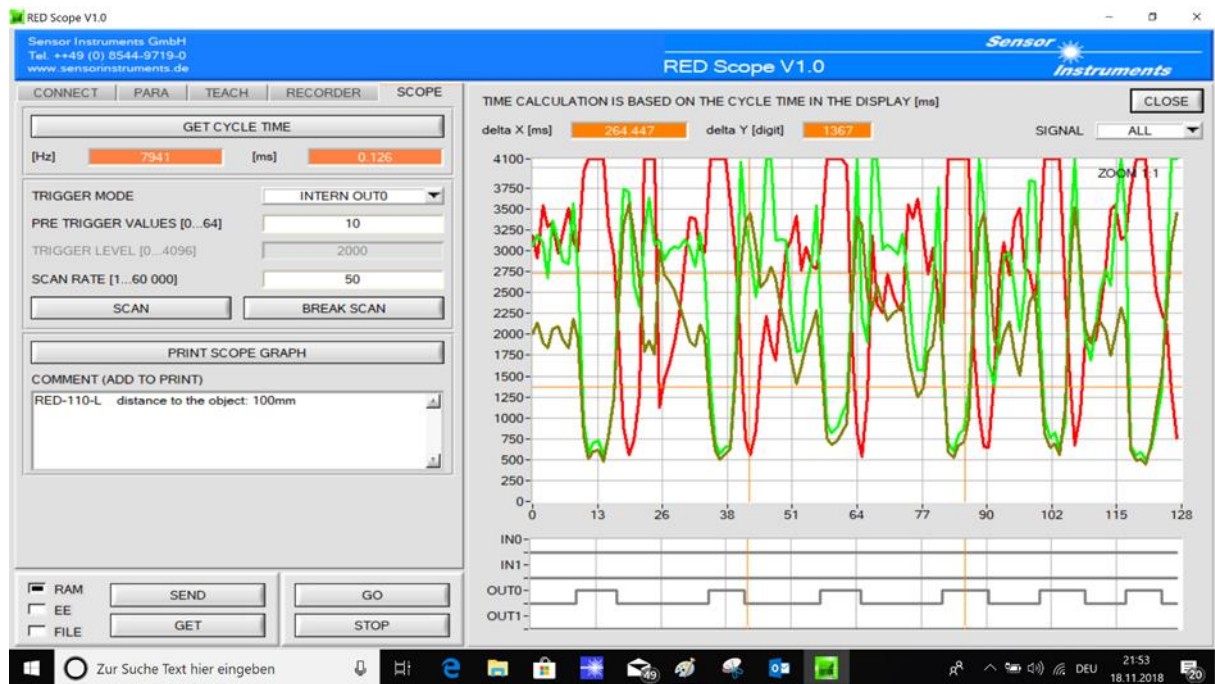 RED Scope V1.0
Sensor Instruments GmbH
Tel. ++49 (0) 8544-9719-0
www.sensorinstruments.de
RED Scope V1.0
Sensor
Instruments
CONNECT PARA TEACH RECORDER SCOPE
GET CYCLE TIME
[Hz] 7941 [ms] 0.126
TRIGGER MODE INTERN OUT0
PRE TRIGGER VALUES [0...64] 10
TRIGGER LEVEL [0...4096] 2000
SCAN RATE [1...60 000] 50
SCAN BREAK SCAN
PRINT SCOPE GRAPH
COMMENT (ADD TO PRINT)
RED-110-L distance to the object: 100mm
RAM
EE
FILE
SEND GO
GET STOP
TIME CALCULATION IS BASED ON THE CYCLE TIME IN THE DISPLAY [ms]
CLOSE
delta X [ms] 264.447 delta Y [digit] 1367 SIGNAL ALL
ZOOM 1:1
4100
3750
3500
3250
3000
2750
2500
2250
2000
1750
1500
1250
1000
750
500
250
0
0 13 26 38 51 64 77 90 102 115 128
IN0
IN1
OUT0
OUT1
Zur Suche Text hier eingeben
49
DEU
21:53
18.11.2018
20